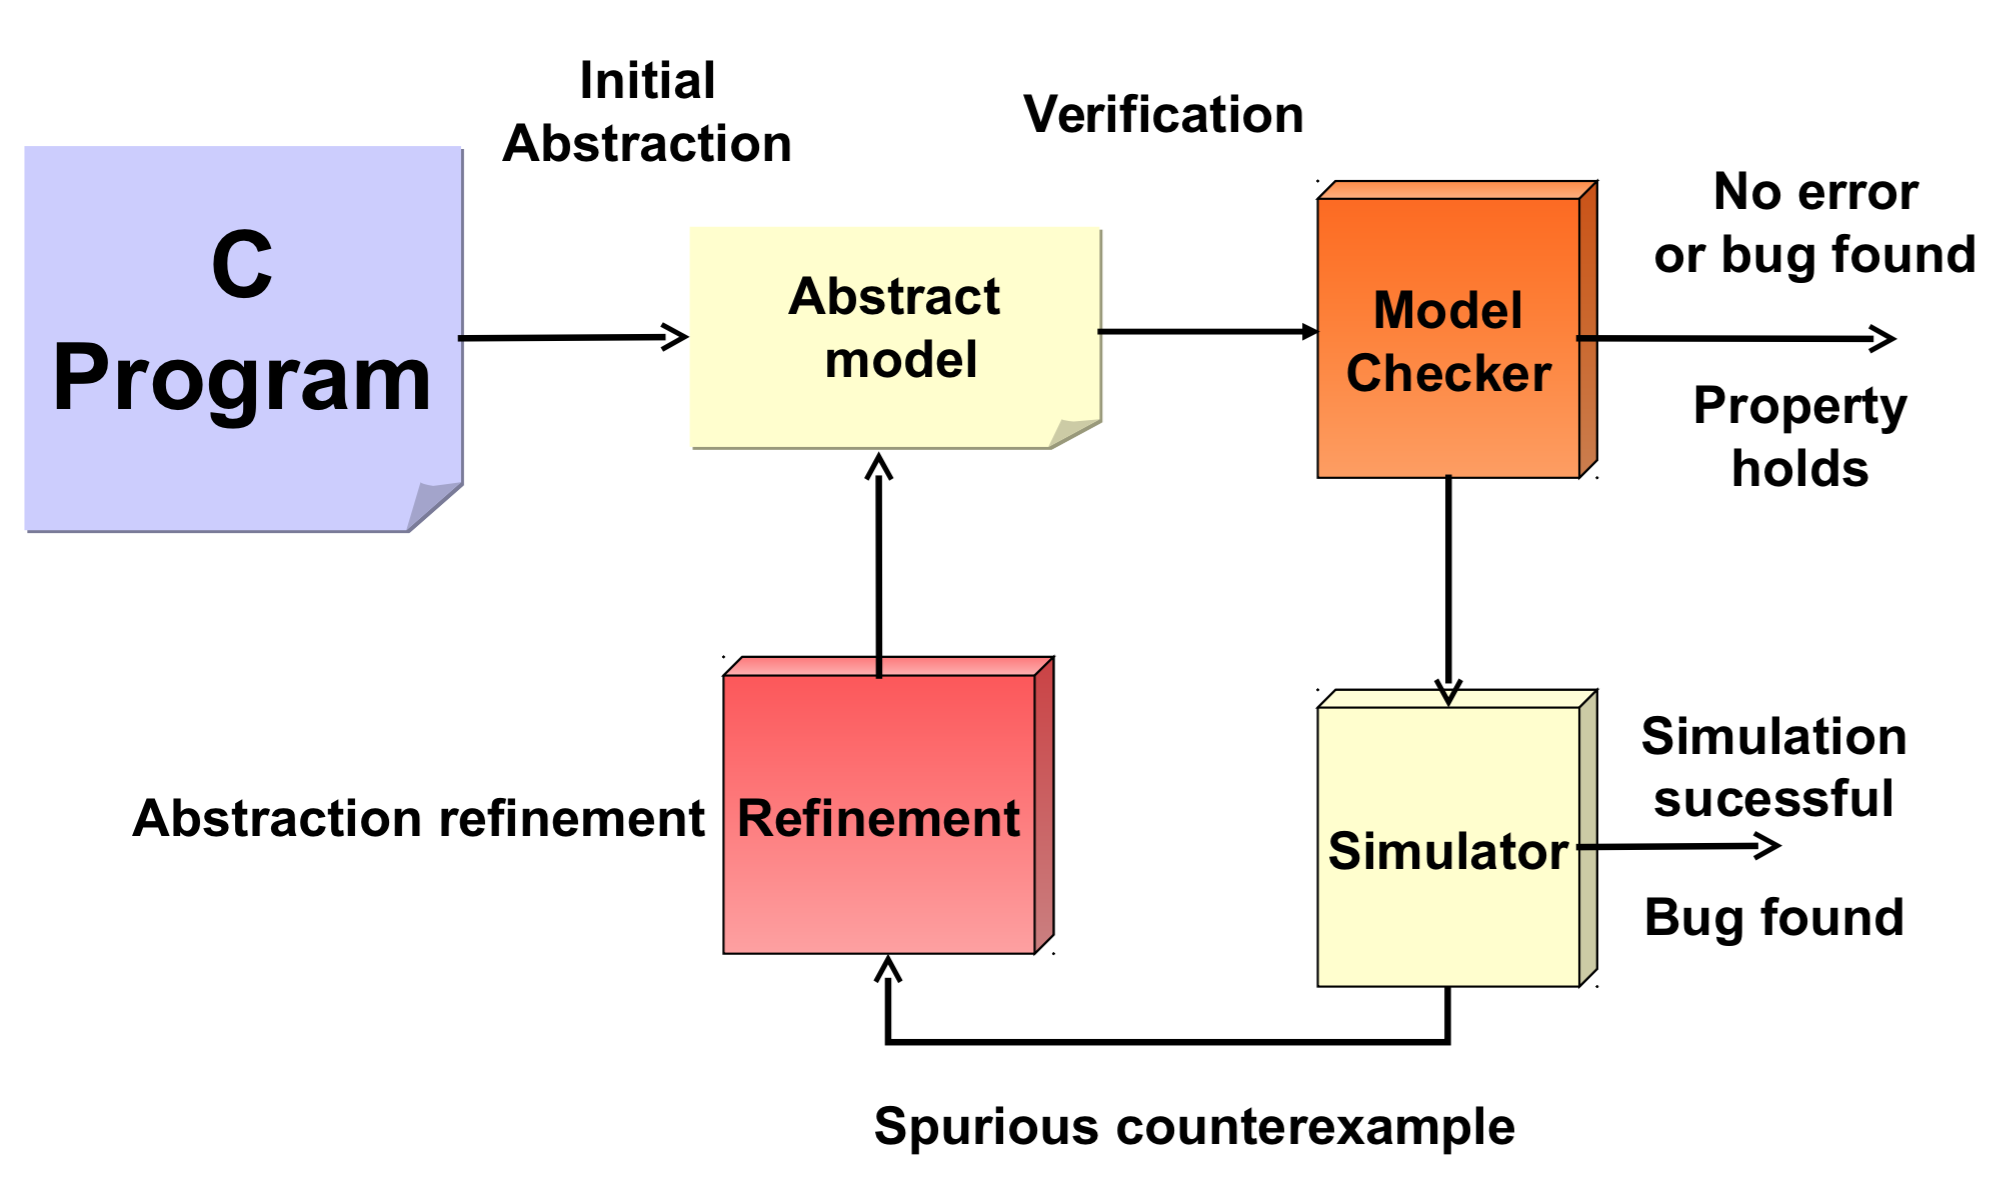 Initial
Abstraction
Verification
C
Program
Abstract
model
Model
Checker
No error
or bug found
Property
holds
Abstraction refinement
Refinement
Simulator
Simulation
sucessful
Bug found
Spurious counterexample